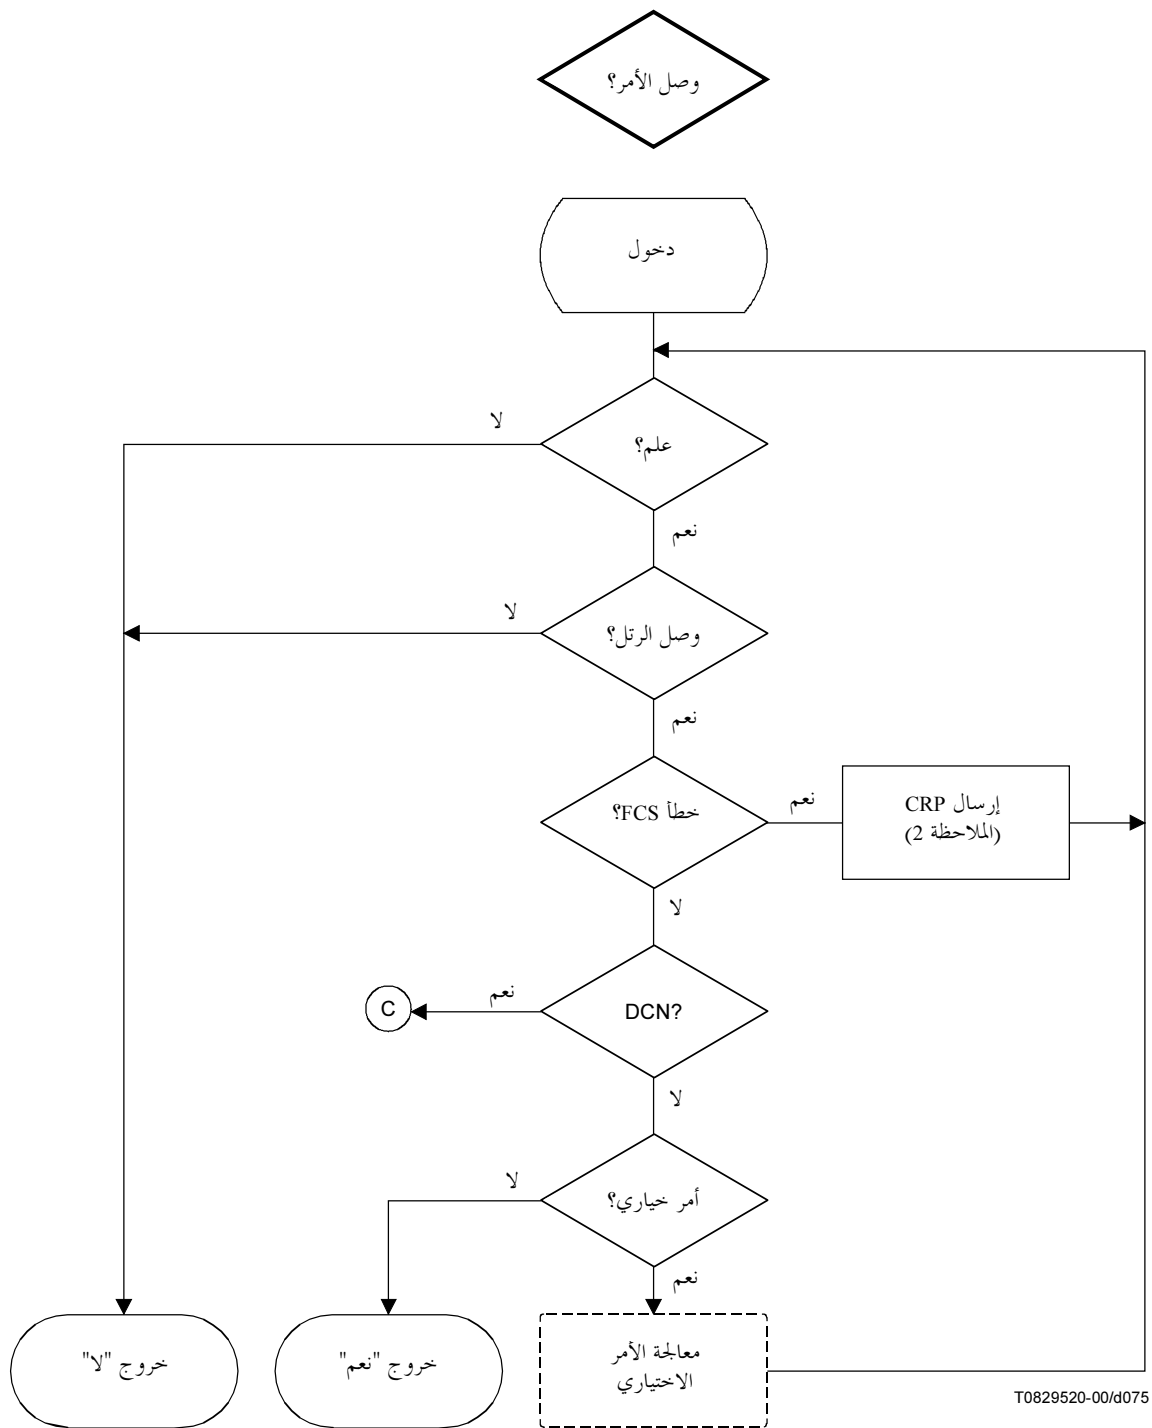 وصل الأمر؟
دخول
لا
علم؟
نعم
لا
وصل الرتل؟
نعم
خطأ FCS؟
نعم
إرسال CRP
(الملاحظة 2)
لا
DCN?
نعم
C
لا
أمر خياري؟
لا
نعم
معالجة الأمر
الاختياري
خروج "نعم"
خروج "لا"
T0829520-00/d075